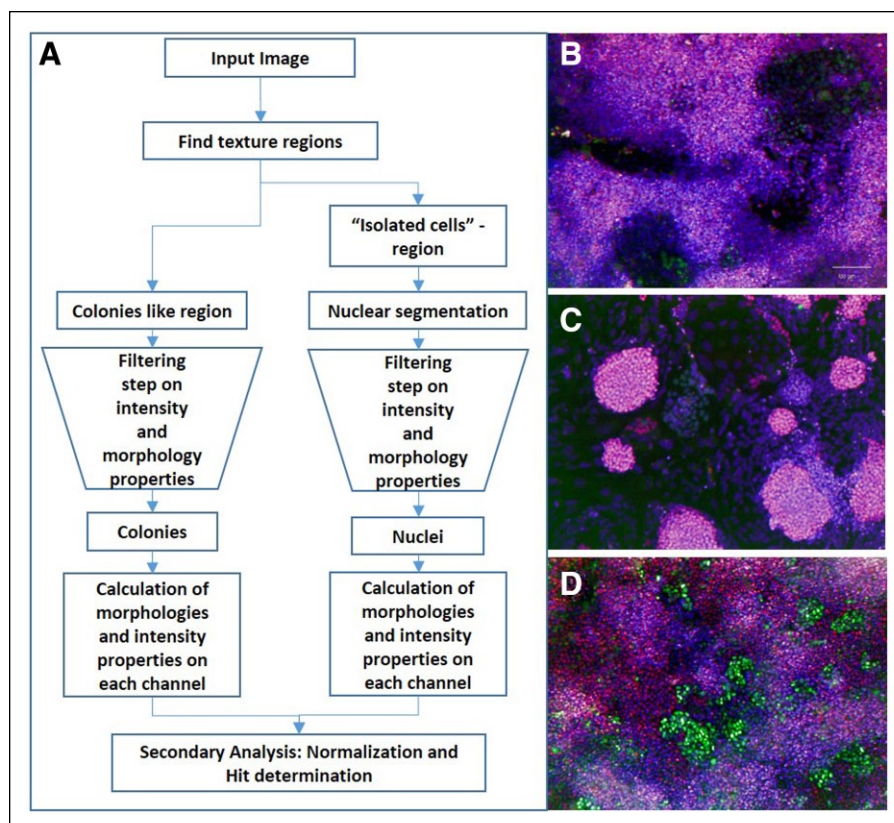 A
Input Image
Find texture regions
“Isolated cells” -
region
Colonies like region
Nuclear segmentation
Filtering
step on
intensity
and
morphology
properties
Filtering
step on
intensity
and
morphology
properties
Colonies
Nuclei
Calculation of
morphologies
and intensity
properties on
each channel
Calculation of
morphologies
and intensity
properties on
each channel
Secondary Analysis: Normalization and
Hit determination
B
C
D